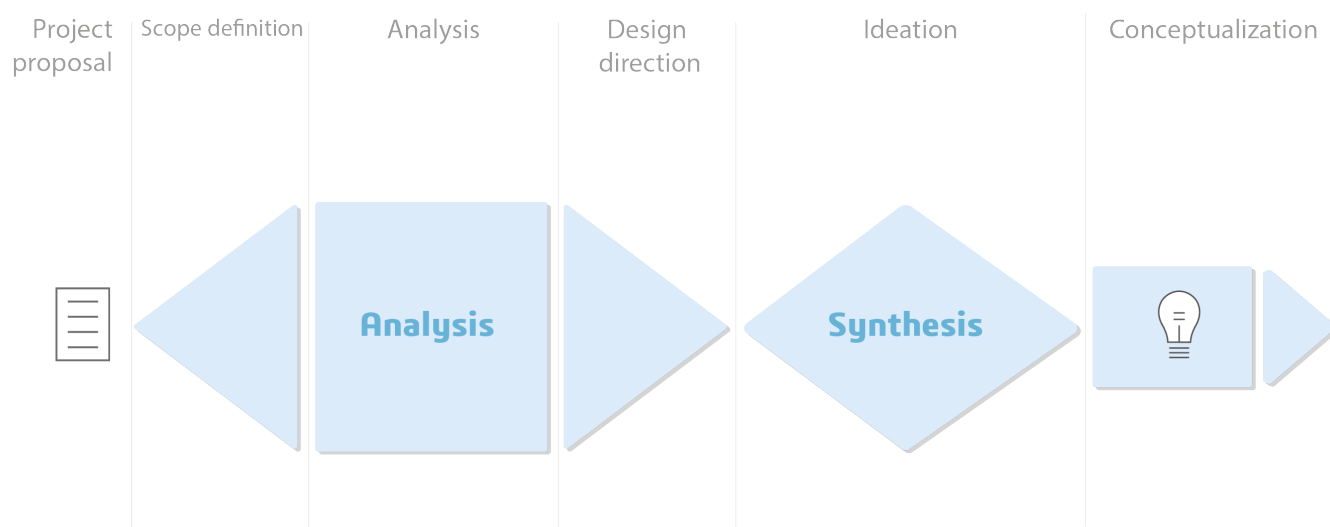 Project
proposal
Scope definition
Analysis
Design
direction
Ideation
Conceptualization
Analysis
Synthesis